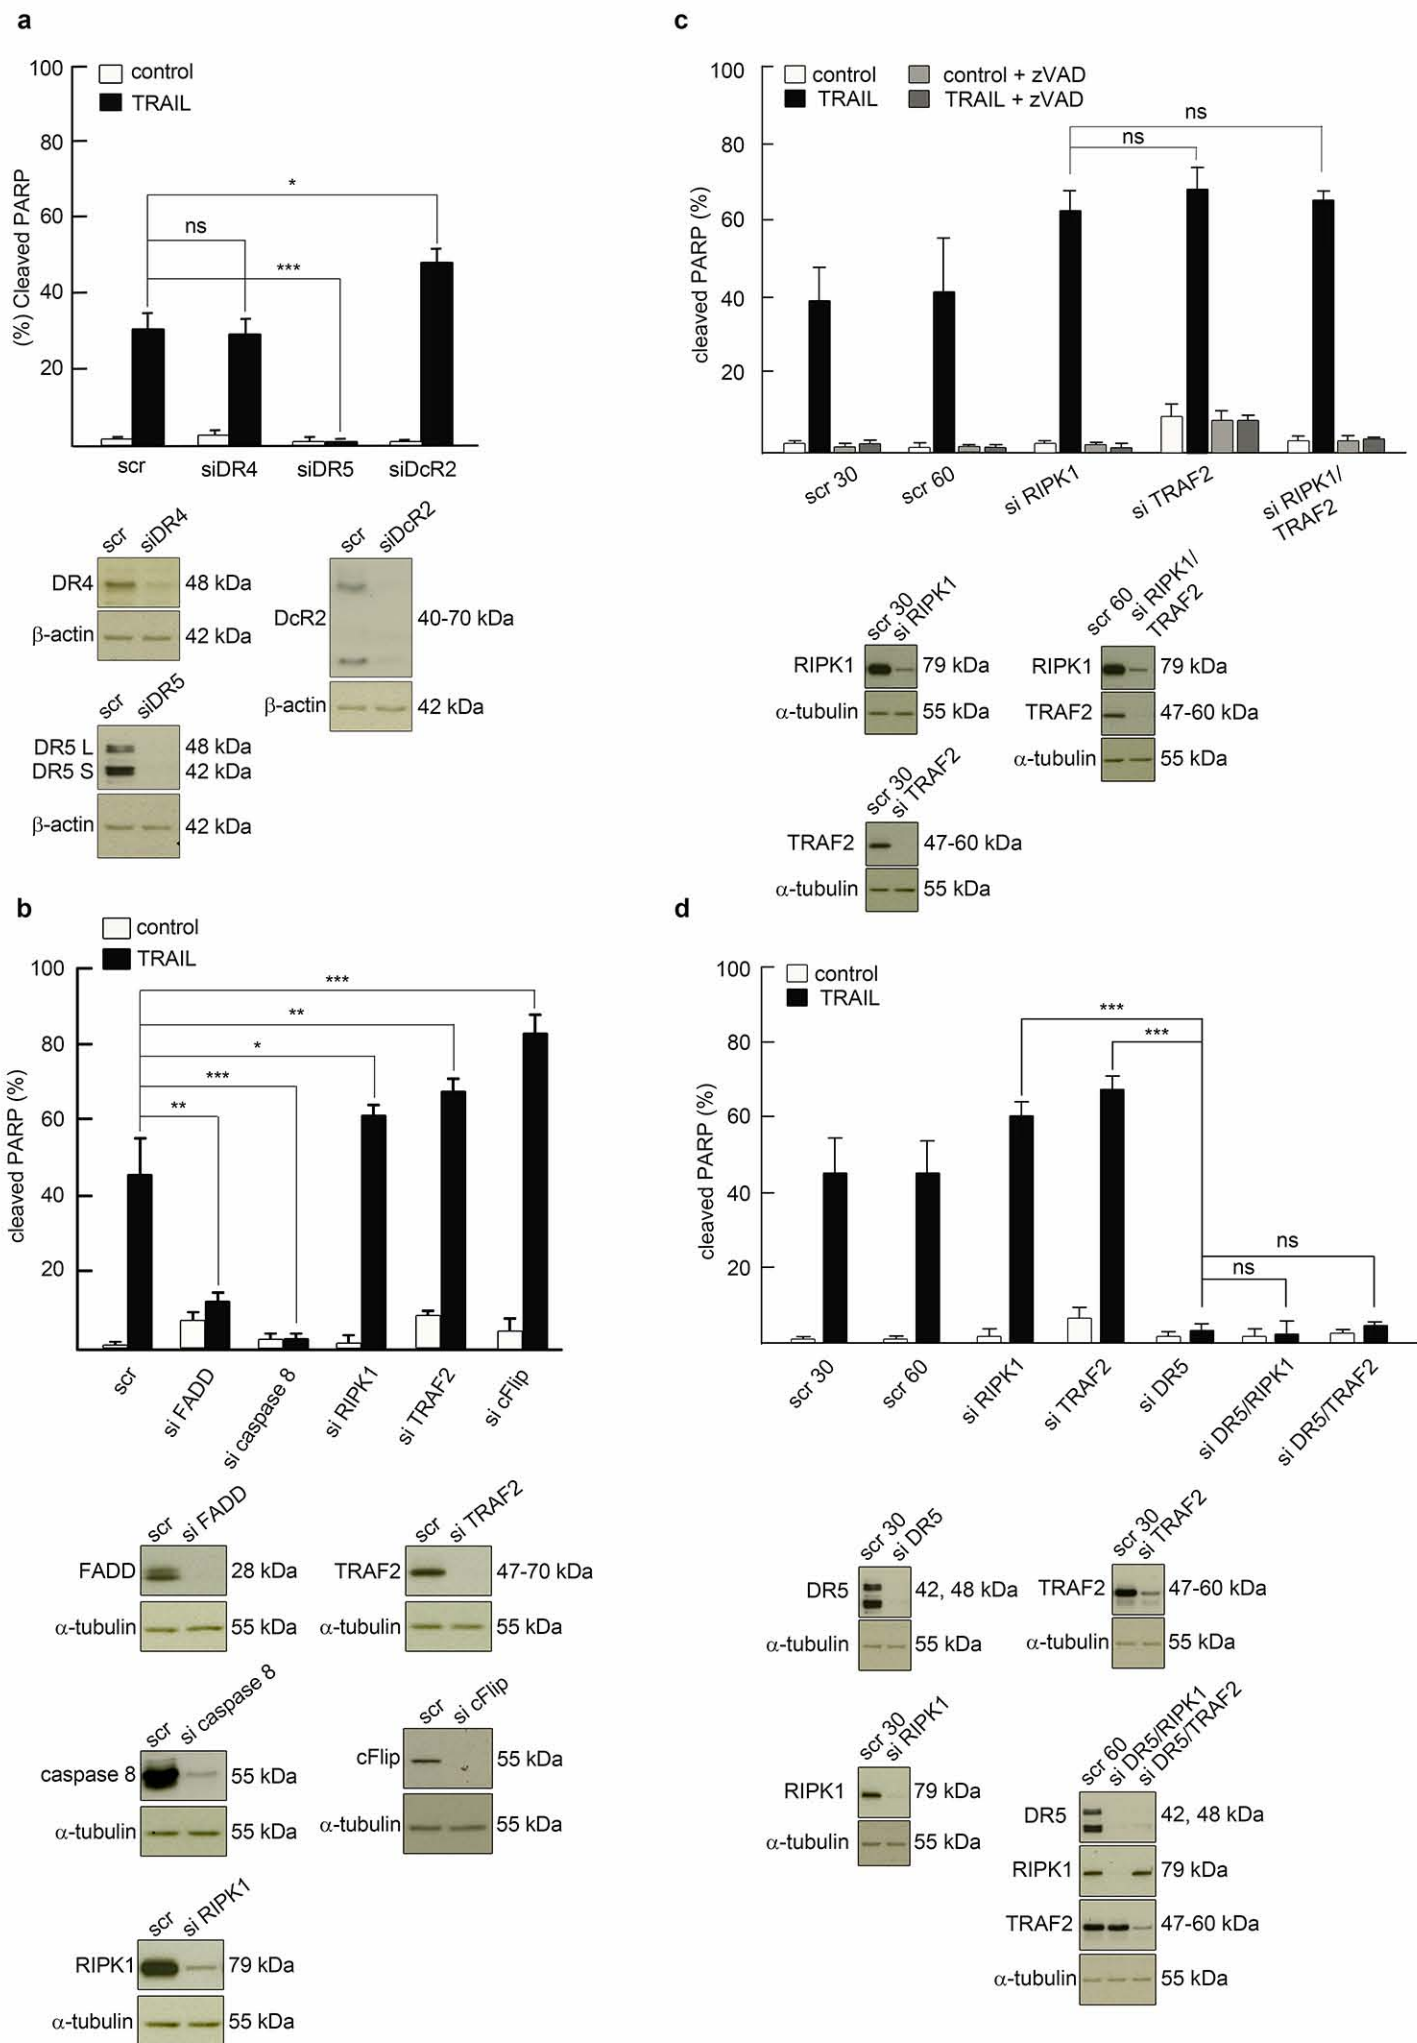 a
100
80
60
40
20
(%) Cleaved PARP
control
TRAIL
*
ns
***
scr
siDR4
siDR5
siDcR2
scr
siDR4
DR4
48 kDa
β-actin
42 kDa
scr
siDcR2
DcR2
40-70 kDa
β-actin
42 kDa
scr
siDR5
DR5 L
48 kDa
DR5 S
42 kDa
β-actin
42 kDa
c
100
80
60
40
20
cleaved PARP (%)
control
TRAIL
control + zVAD
TRAIL + zVAD
ns
ns
scr 30
scr 60
si RIPK1
si TRAF2
si RIPK1/
TRAF2
scr 30
si RIPK1
RIPK1
79 kDa
α-tubulin
55 kDa
scr 60
si RIPK1/
TRAF2
RIPK1
79 kDa
TRAF2
47-60 kDa
α-tubulin
55 kDa
scr 30
si TRAF2
TRAF2
47-60 kDa
α-tubulin
55 kDa
b
100
80
60
40
20
cleaved PARP (%)
control
TRAIL
***
**
*
***
**
scr
si FADD
si caspase 8
si RIPK1
si TRAF2
si cFlip
scr
si FADD
FADD
28 kDa
α-tubulin
55 kDa
scr
si TRAF2
TRAF2
47-70 kDa
α-tubulin
55 kDa
scr
si caspase 8
caspase 8
55 kDa
α-tubulin
55 kDa
scr
si cFlip
cFlip
55 kDa
α-tubulin
55 kDa
scr
si RIPK1
RIPK1
79 kDa
α-tubulin
55 kDa
d
100
80
60
40
20
cleaved PARP (%)
control
TRAIL
***
***
ns
ns
scr 30
scr 60
si RIPK1
si TRAF2
si DR5
si DR5/RIPK1
si DR5/TRAF2
scr 30
si DR5
DR5
42, 48 kDa
α-tubulin
55 kDa
scr 30
si TRAF2
TRAF2
47-60 kDa
α-tubulin
55 kDa
scr 30
si RIPK1
RIPK1
79 kDa
α-tubulin
55 kDa
scr 60
si DR5/RIPK1
si DR5/TRAF2
DR5
42, 48 kDa
RIPK1
79 kDa
TRAF2
47-60 kDa
α-tubulin
55 kDa